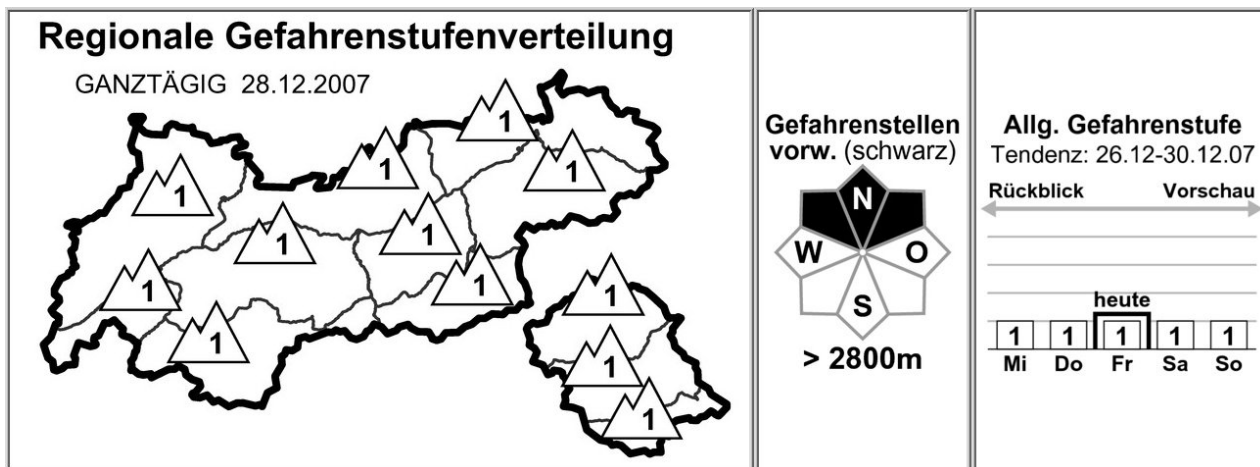 Regionale Gefahrenstufenverteilung
GANZTÄGIG 28.12.2007
1
1
1
1
1
1
1
1
1
1
1
1
Gefahrenstellen
vorw. (schwarz)
N
W O
S
> 2800m
Allg. Gefahrenstufe
Tendenz: 26.12-30.12.07
Rückblick Vorschau
heute
1 1 1 1 1
Mi Do Fr Sa So